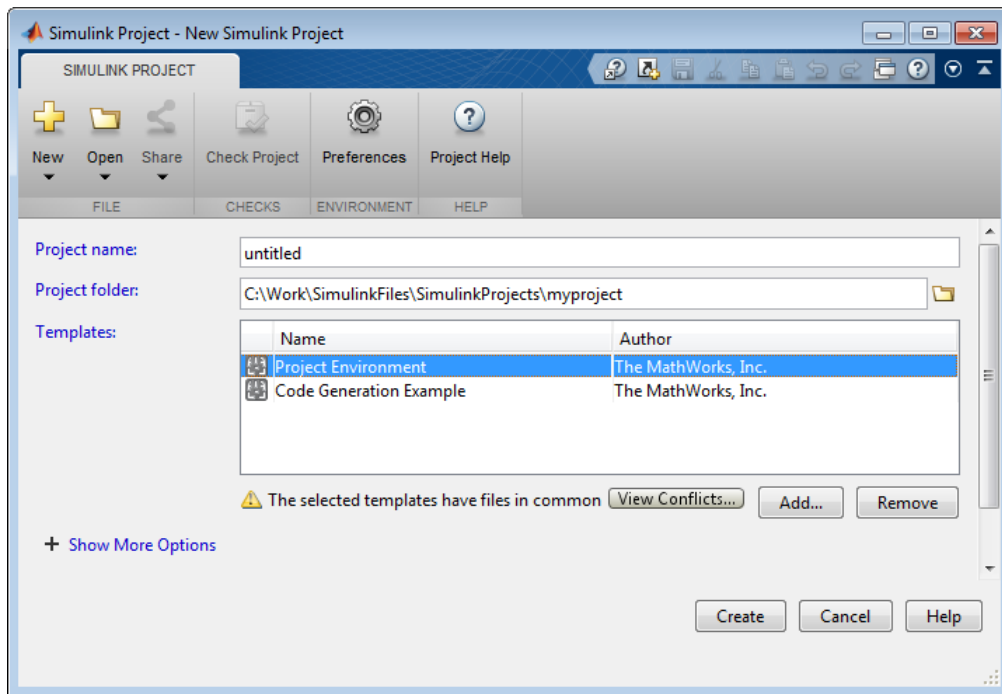 Simulink Project - New Simulink Project
SIMULINK PROJECT
New Open Share Check Project Preferences Project Help
FILE CHECKS ENVIRONMENT HELP
Project name: untitled
Project folder: C:\Work\SimulinkFiles\SimulinkProjects\myproject
Templates: Name Author
Project Environment The MathWorks, Inc.
Code Generation Example The MathWorks, Inc.
The selected templates have files in common View Conflicts... Add... Remove
+ Show More Options
Create Cancel Help